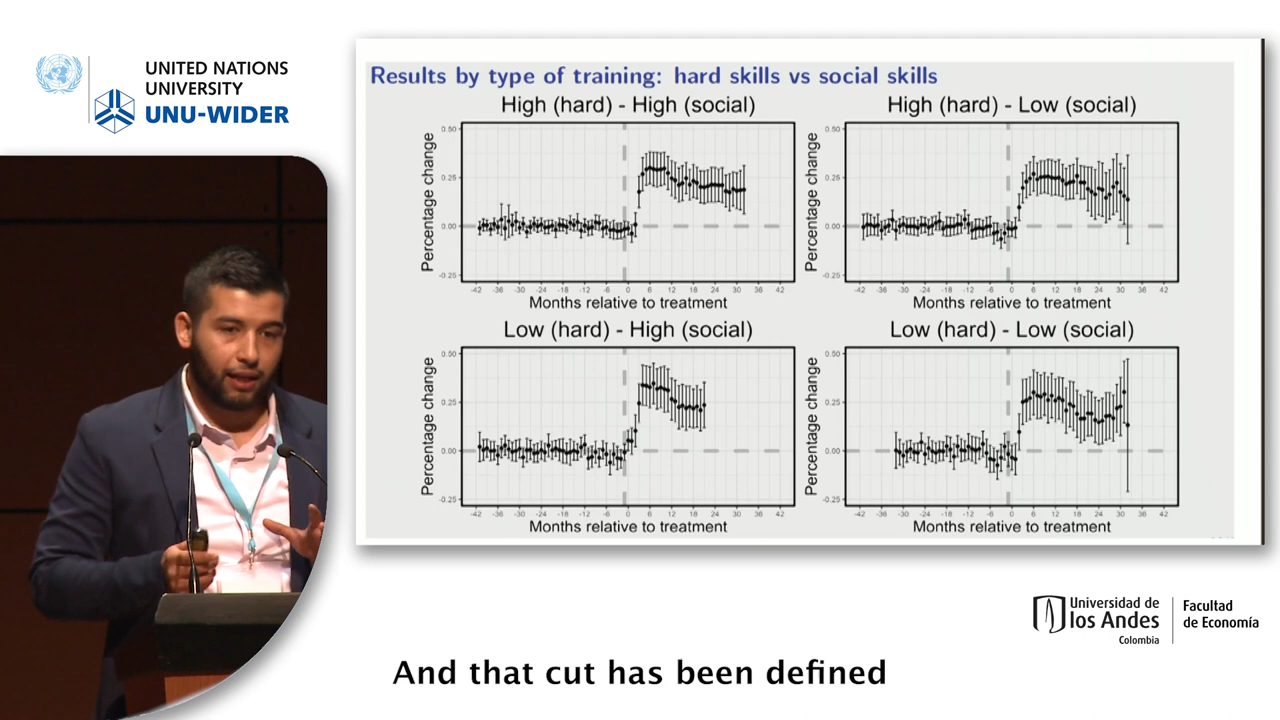 UNITED NATIONS
UNIVERSITY
UNU-WIDER
Results by type of training: hard skills vs social skills
High (hard) - High (social)
Percentage change
0.50
0.25
0.00
-0.25
-42 -36 -30 -24 -18 -12 -6 0 6 12 18 24 30 36 42
Months relative to treatment
High (hard) - Low (social)
Percentage change
0.50
0.25
0.00
-0.25
-42 -36 -30 -24 -18 -12 -6 0 6 12 18 24 30 36 42
Months relative to treatment
Low (hard) - High (social)
Percentage change
0.50
0.25
0.00
-0.25
-42 -36 -30 -24 -18 -12 -6 0 6 12 18 24 30 36 42
Months relative to treatment
Low (hard) - Low (social)
Percentage change
0.50
0.25
0.00
-0.25
-42 -36 -30 -24 -18 -12 -6 0 6 12 18 24 30 36 42
Months relative to treatment
Universidad de
los Andes
Colombia
Facultad
de Economía
And that cut has been defined